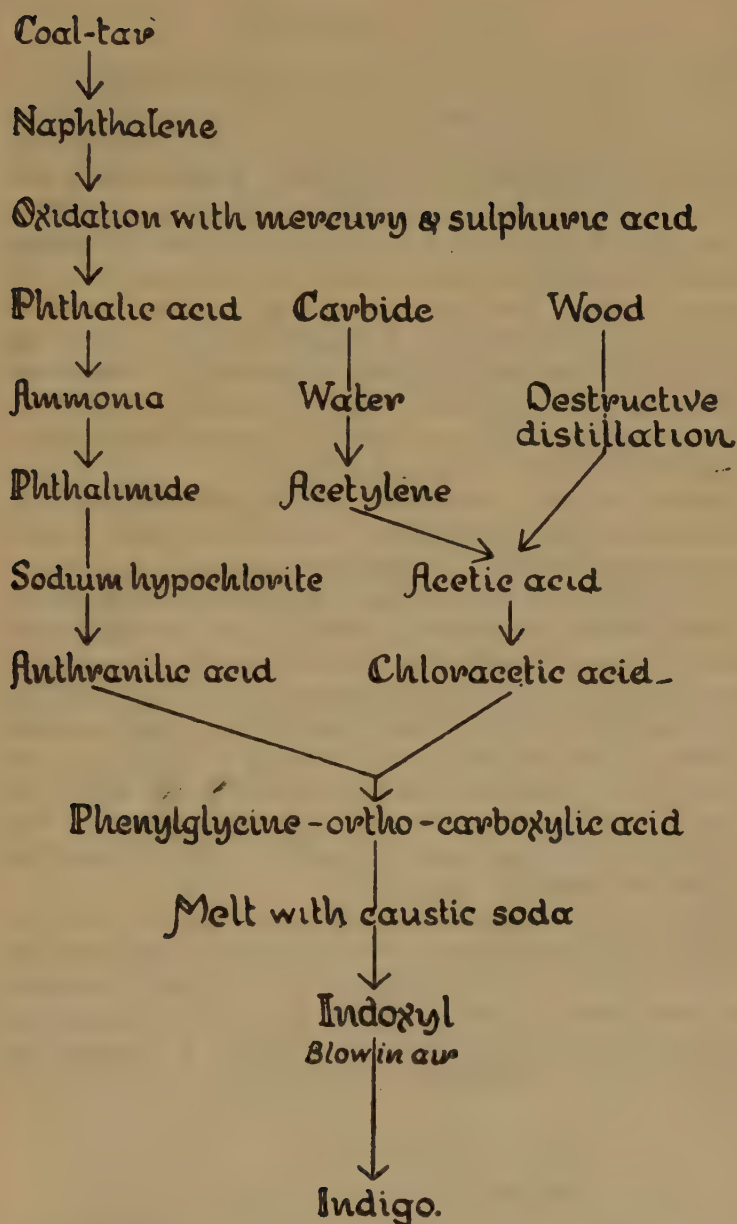 Coal-tar
Naphthalene
Oxidation with mercury & sulphuric acid
Phthalic acid Carbide Wood
Ammonia Water Destructive
distillation
Phthalimide Acetylene
Sodium hypochlorite Acetic acid
Anthranilic acid Chloracetic acid
Phenylglycine-ortho-carboxylic acid
Melt with caustic soda
Indoxyl
Blow in air
Indigo.